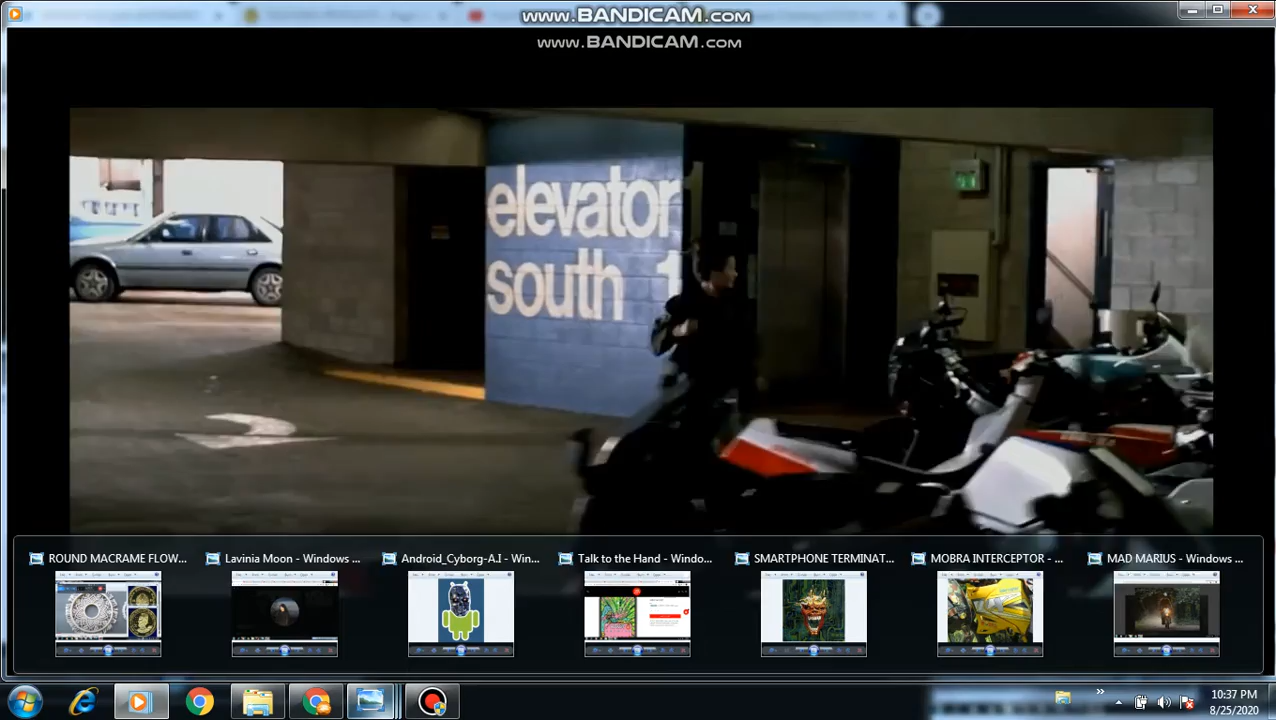 www.BANDICAM.com
www.BANDICAM.com
elevator
south 1
ROUND MACRAME FLOW...
Lavinia Moon - Windows ...
Android_Cyborg-A.I - Win...
Talk to the Hand - Windo...
SMARTPHONE TERMINAT...
MOBRA INTERCEPTOR - ...
MAD MARIUS - Windows ...
10:37 PM
8/25/2020